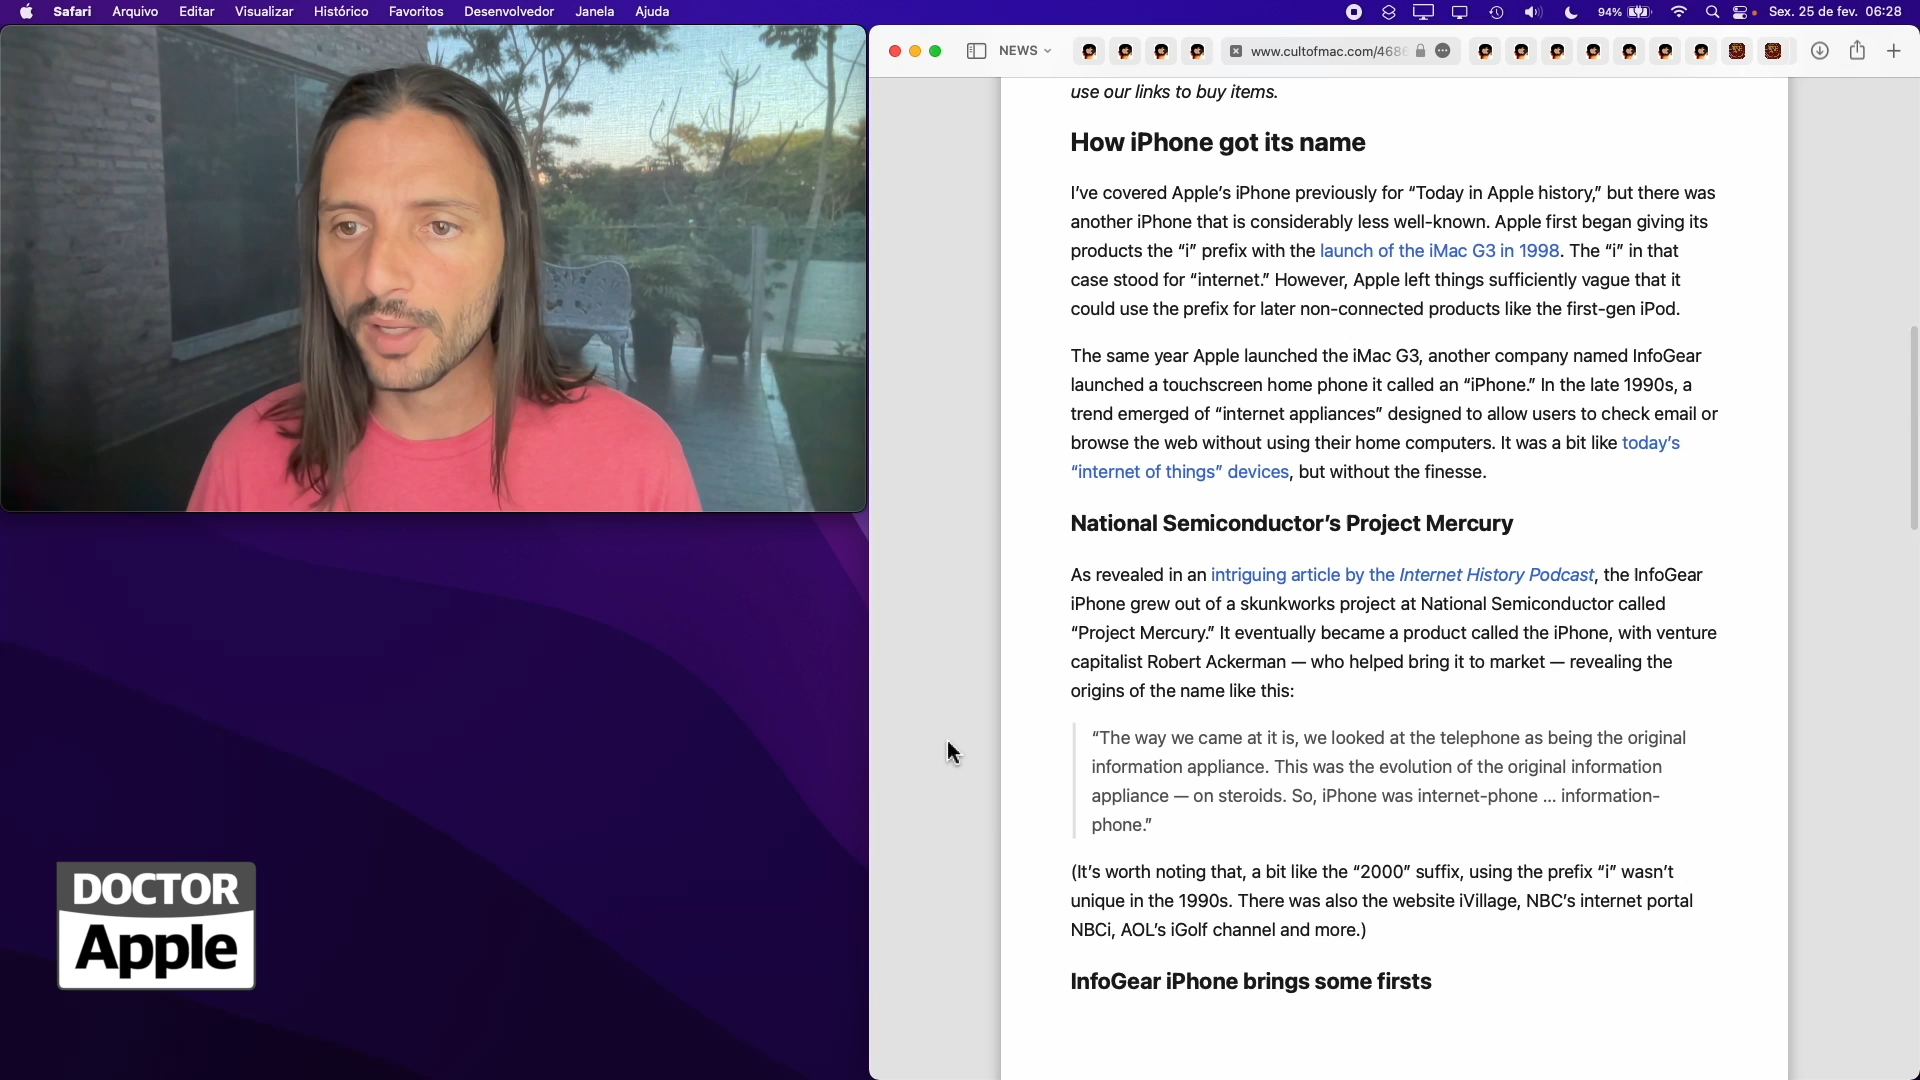 Safari Arquivo Editar Visualizar Histórico Favoritos Desenvolvedor Janela Ajuda 94% Sex. 25 de fev. 06:28
NEWS www.cultofmac.com/468
use our links to buy items.
How iPhone got its name
I've covered Apple's iPhone previously for “Today in Apple history,” but there was
another iPhone that is considerably less well-known. Apple first began giving its
products the “i” prefix with the launch of the iMac G3 in 1998. The “i” in that
case stood for “internet.” However, Apple left things sufficiently vague that it
could use the prefix for later non-connected products like the first-gen iPod.
The same year Apple launched the iMac G3, another company named InfoGear
launched a touchscreen home phone it called an “iPhone.” In the late 1990s, a
trend emerged of “internet appliances” designed to allow users to check email or
browse the web without using their home computers. It was a bit like today's
“internet of things” devices, but without the finesse.
National Semiconductor's Project Mercury
As revealed in an intriguing article by the Internet History Podcast, the InfoGear
iPhone grew out of a skunkworks project at National Semiconductor called
“Project Mercury.” It eventually became a product called the iPhone, with venture
capitalist Robert Ackerman — who helped bring it to market — revealing the
origins of the name like this:
“The way we came at it is, we looked at the telephone as being the original
information appliance. This was the evolution of the original information
appliance — on steroids. So, iPhone was internet-phone … information-
phone.”
(It's worth noting that, a bit like the “2000” suffix, using the prefix “i” wasn't
unique in the 1990s. There was also the website iVillage, NBC's internet portal
NBCi, AOL's iGolf channel and more.)
InfoGear iPhone brings some firsts
DOCTOR
Apple